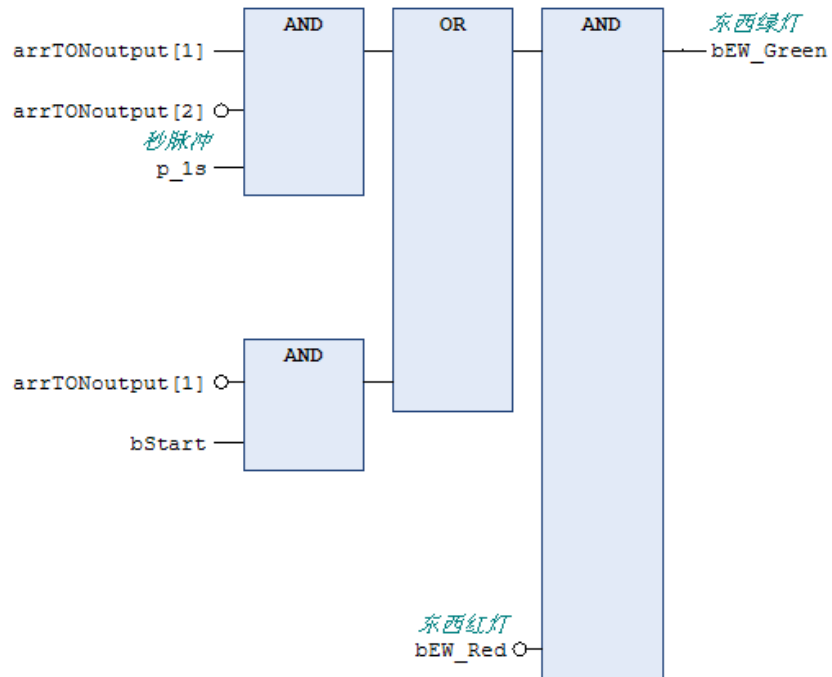 AND OR AND 东西绿灯
arrTONoutput[1] bEW_Green
arrTONoutput[2]
秒脉冲
p_1s
AND
arrTONoutput[1]
bStart
东西红灯
bEW_Red